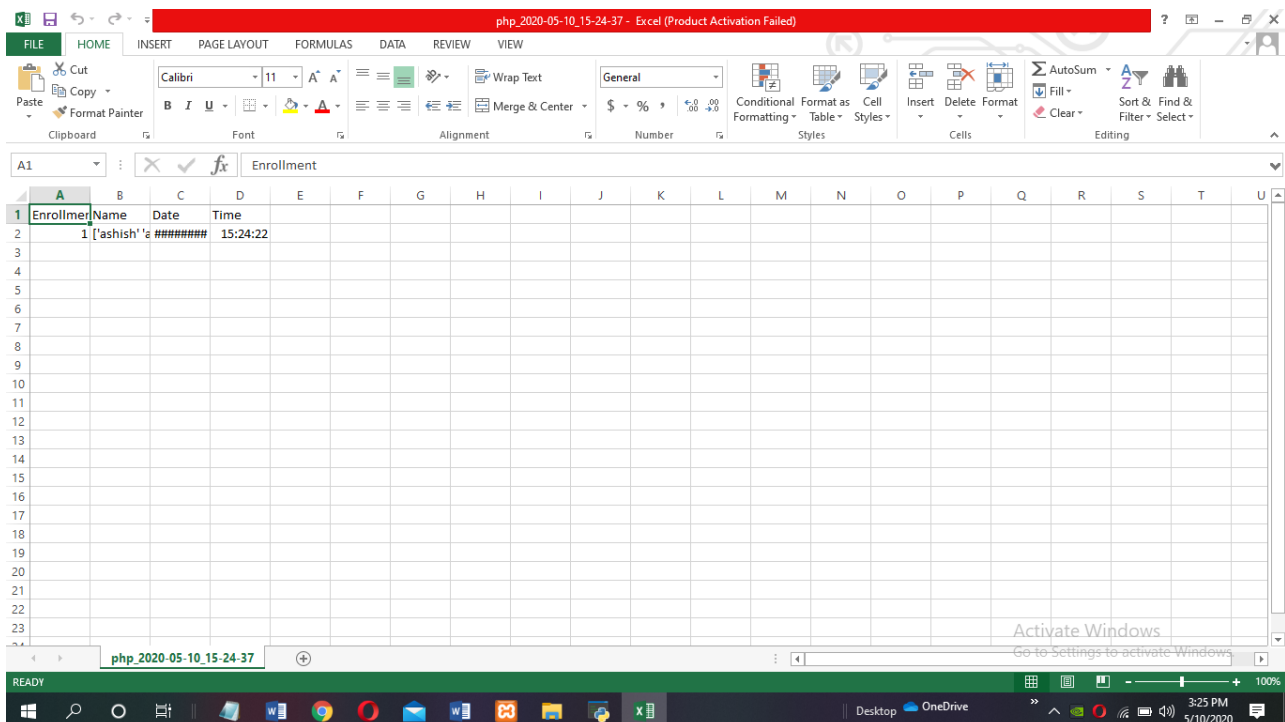 php_2020-05-10_15-24-37 - Excel (Product Activation Failed)
FILE HOME INSERT PAGE LAYOUT FORMULAS DATA REVIEW VIEW
Paste
Cut
Copy
Format Painter
Clipboard
Calibri 11
B I U
Font
Wrap Text
Merge & Center
Alignment
General
$ % ,
Number
Conditional Formatting
Format as Table
Cell Styles
Styles
Insert Delete Format
Cells
AutoSum
Fill
Clear
Sort & Filter
Find & Select
Editing
A1 fx Enrollment
A B C D E F G H I J K L M N O P Q R S T U
1 Enrollmer Name Date Time
2 1 ['ashish' 'a ######## 15:24:22
3
4
5
6
7
8
9
10
11
12
13
14
15
16
17
18
19
20
21
22
23
Activate Windows
Go to Settings to activate Windows.
php_2020-05-10_15-24-37
READY 100%
Desktop OneDrive
3:25 PM
5/10/2020